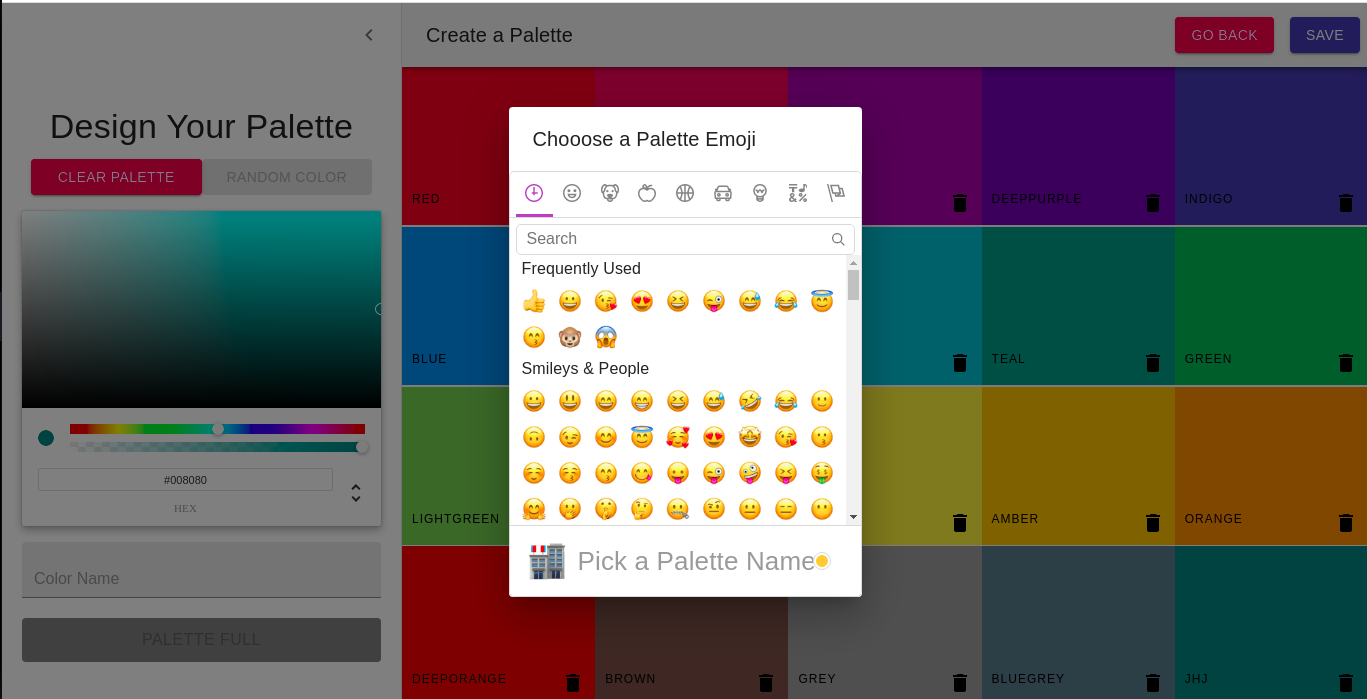 Create a Palette
GO BACK
SAVE
Design Your Palette
CLEAR PALETTE
RANDOM COLOR
#008080
HEX
Color Name
PALETTE FULL
Chooose a Palette Emoji
Search
Frequently Used
Smileys & People
Pick a Palette Name
RED
DEEPPURPLE
INDIGO
BLUE
TEAL
GREEN
LIGHTGREEN
AMBER
ORANGE
DEEPORANGE
BROWN
GREY
BLUEGREY
JHJ